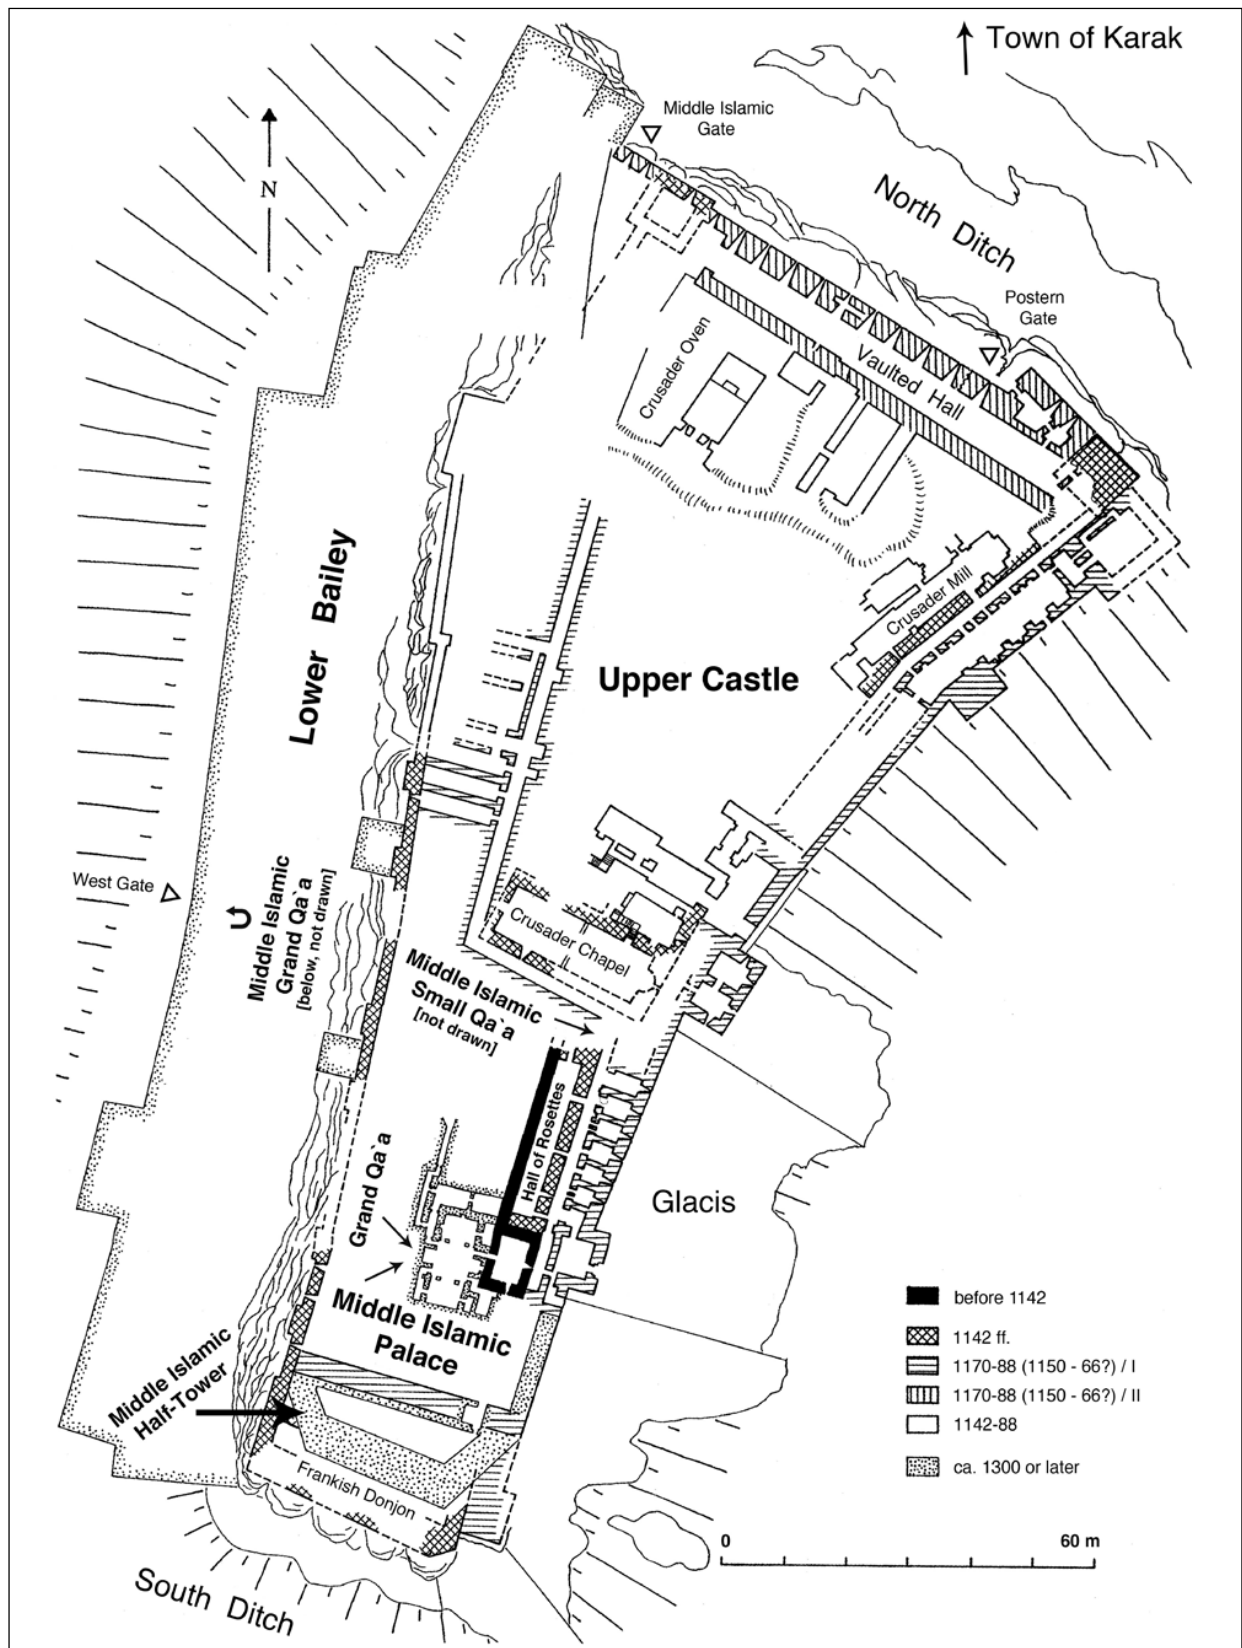 Town of Karak
Middle Islamic
Gate
N
North Ditch
Postern
Gate
Crusader Oven
Vaulted Hall
Lower Bailey
Crusader Mill
Upper Castle
West Gate
Middle Islamic
Grand Qa`a
[below, not drawn]
Crusader Chapel
Middle Islamic
Small Qa`a
[not drawn]
Hall of Rosettes
Grand Qa`a
Glacis
Middle Islamic
Palace
Middle Islamic
Half-Tower
Frankish Donjon
South Ditch
before 1142
1142 ff.
1170-88 (1150 - 66?) / I
1170-88 (1150 - 66?) / II
1142-88
ca. 1300 or later
0 60 m